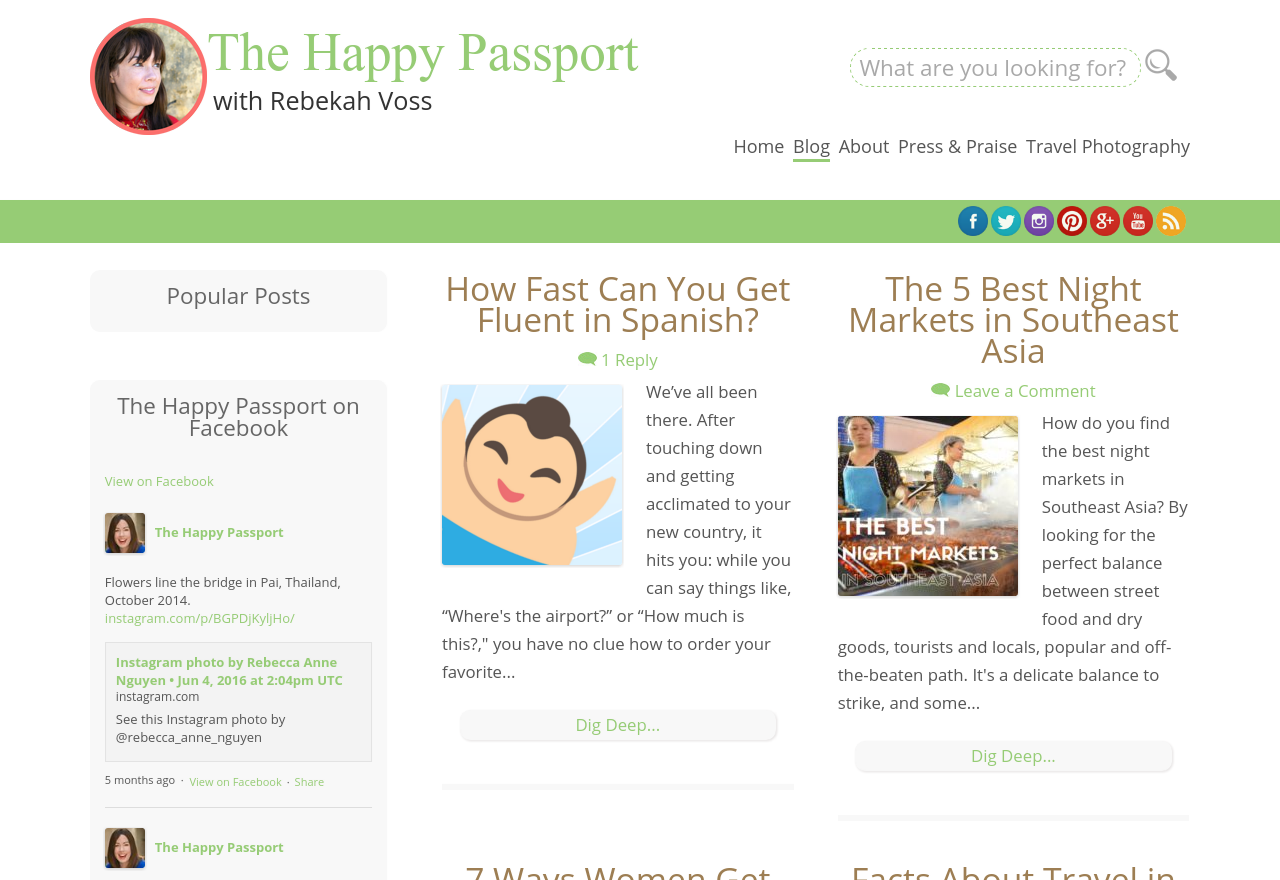 The Happy Passport
with Rebekah Voss
What are you looking for?
Home Blog About Press & Praise Travel Photography
Popular Posts
The Happy Passport on
Facebook
View on Facebook
The Happy Passport
Flowers line the bridge in Pai, Thailand,
October 2014.
instagram.com/p/BGPDjKyljHo/
Instagram photo by Rebecca Anne
Nguyen • Jun 4, 2016 at 2:04pm UTC
instagram.com
See this Instagram photo by
@rebecca_anne_nguyen
5 months ago · View on Facebook · Share
The Happy Passport
How Fast Can You Get
Fluent in Spanish?
1 Reply
We’ve all been
there. After
touching down
and getting
acclimated to your
new country, it
hits you: while you
can say things like,
“Where's the airport?” or “How much is
this?," you have no clue how to order your
favorite...
Dig Deep...
7 Ways Women Get
The 5 Best Night
Markets in Southeast
Asia
Leave a Comment
THE BEST
NIGHT MARKETS
IN SOUTHEAST ASIA
How do you find
the best night
markets in
Southeast Asia? By
looking for the
perfect balance
between street
food and dry
goods, tourists and locals, popular and off-
the-beaten path. It's a delicate balance to
strike, and some...
Dig Deep...
Facts About Travel in